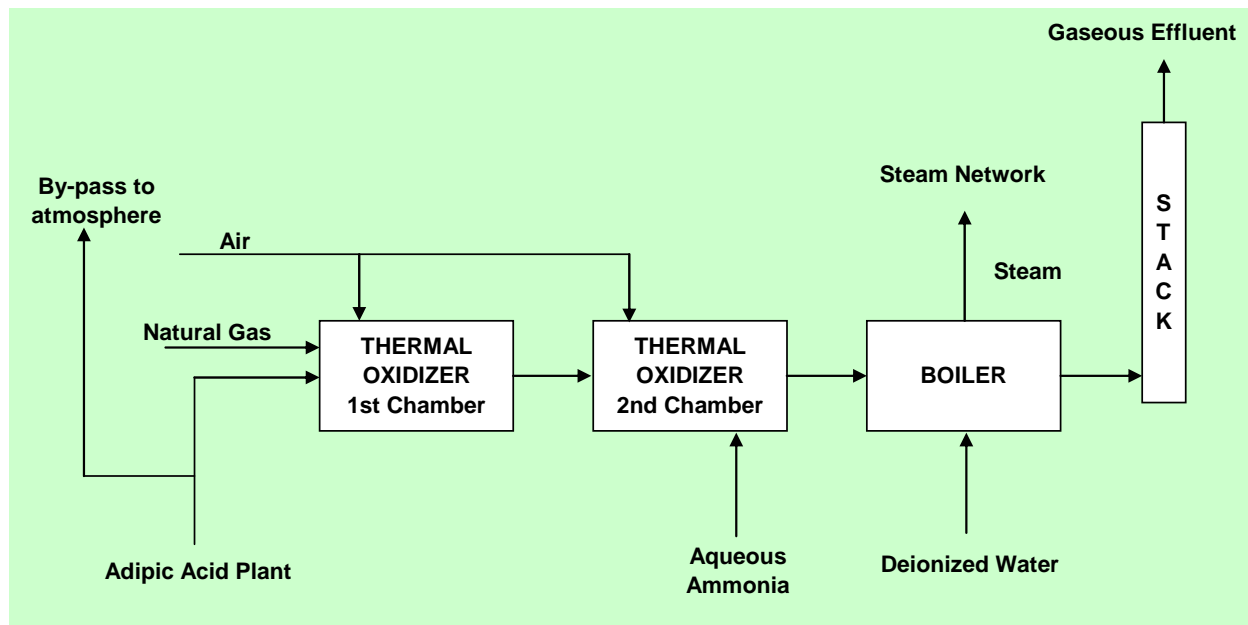 Gaseous Effluent
By-pass to
atmosphere
Steam Network
Air
Steam
S
T
A
C
K
Natural Gas
THERMAL
OXIDIZER
1st Chamber
THERMAL
OXIDIZER
2nd Chamber
BOILER
Adipic Acid Plant
Aqueous
Ammonia
Deionized Water